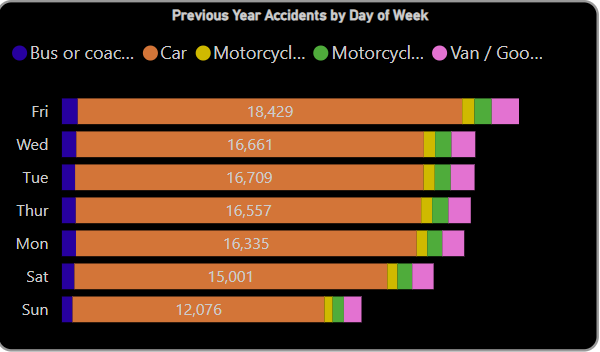 Previous Year Accidents by Day of Week
Bus or coac... Car Motorcycl... Motorcycl... Van / Goo...
Fri 18,429
Wed 16,661
Tue 16,709
Thur 16,557
Mon 16,335
Sat 15,001
Sun 12,076